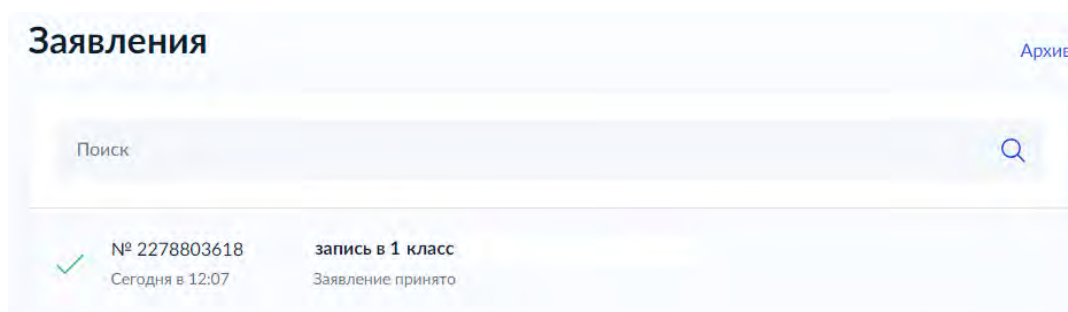 Заявления
Архив
Поиск
№ 2278803618
запись в 1 класс
Сегодня в 12:07
Заявление принято